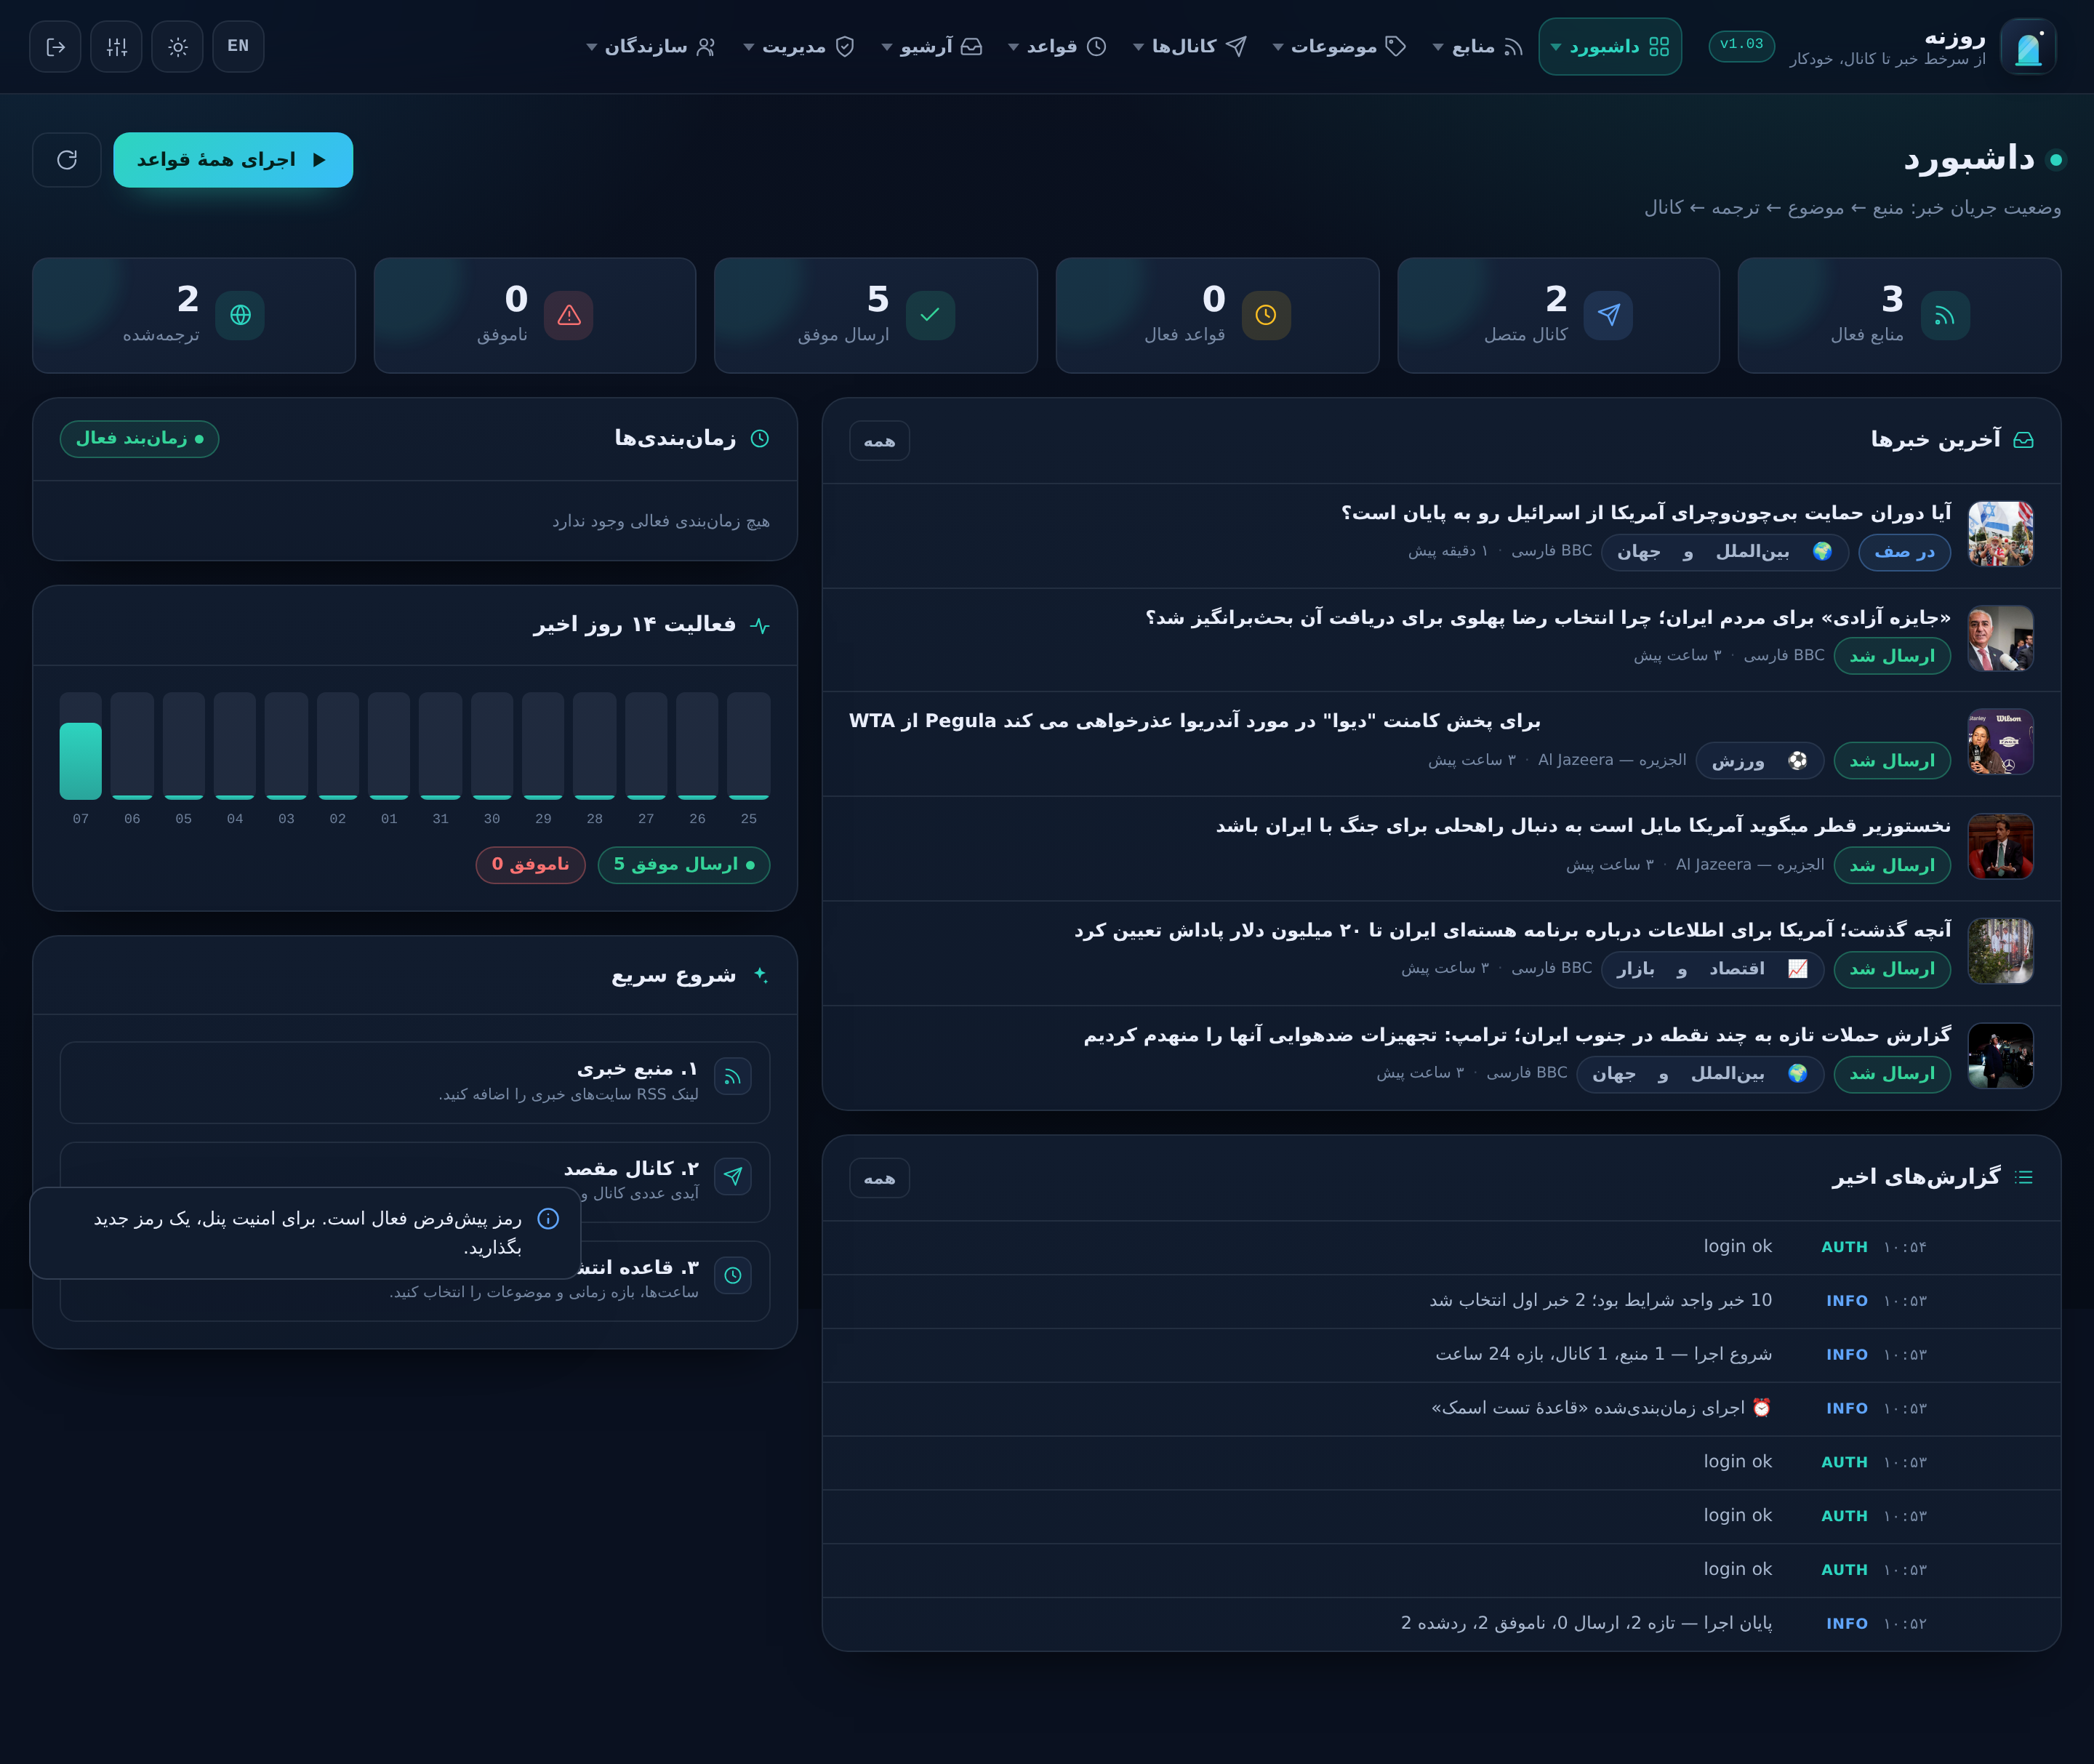 روزنه
از سرخط خبر تا کانال، خودکار
v1.03
داشبورد
منابع
موضوعات
کانال‌ها
قواعد
آرشیو
مدیریت
سازندگان
EN
داشبورد
وضعیت جریان خبر: منبع ← موضوع ← ترجمه ← کانال
اجرای همهٔ قواعد
3
منابع فعال
2
کانال متصل
0
قواعد فعال
5
ارسال موفق
0
ناموفق
2
ترجمه‌شده
آخرین خبرها
همه
آیا دوران حمایت بی‌چون‌وچرای آمریکا از اسرائیل رو به پایان است؟
در صف 🌍 بین‌الملل و جهان BBC فارسی · ۱ دقیقه پیش
«جایزه آزادی» برای مردم ایران؛ چرا انتخاب رضا پهلوی برای دریافت آن بحث‌برانگیز شد؟
ارسال شد BBC فارسی · ۳ ساعت پیش
WTA از Pegula برای پخش کامنت "دیوا" در مورد آندریوا عذرخواهی می کند
ارسال شد ⚽ ورزش الجزیره — Al Jazeera · ۳ ساعت پیش
نخستوزیر قطر میگوید آمریکا مایل است به دنبال راهحلی برای جنگ با ایران باشد
ارسال شد الجزیره — Al Jazeera · ۳ ساعت پیش
آنچه گذشت؛ آمریکا برای اطلاعات درباره برنامه هسته‌ای ایران تا ۲۰ میلیون دلار پاداش تعیین کرد
ارسال شد 📈 اقتصاد و بازار BBC فارسی · ۳ ساعت پیش
گزارش حملات تازه به چند نقطه در جنوب ایران؛ ترامپ: تجهیزات ضدهوایی آنها را منهدم کردیم
ارسال شد 🌍 بین‌الملل و جهان BBC فارسی · ۳ ساعت پیش
گزارش‌های اخیر
همه
۱۰:۵۴ AUTH login ok
۱۰:۵۳ INFO 10 خبر واجد شرایط بود؛ 2 خبر اول انتخاب شد
۱۰:۵۳ INFO شروع اجرا — 1 منبع، 1 کانال، بازه 24 ساعت
۱۰:۵۳ INFO ⏰ اجرای زمان‌بندی‌شده «قاعدهٔ تست اسمک»
۱۰:۵۳ AUTH login ok
۱۰:۵۳ AUTH login ok
۱۰:۵۳ AUTH login ok
۱۰:۵۲ INFO پایان اجرا — تازه 2، ارسال 0، ناموفق 2، ردشده 2
زمان‌بندی‌ها
زمان‌بند فعال
هیچ زمان‌بندی فعالی وجود ندارد
فعالیت ۱۴ روز اخیر
25 26 27 28 29 30 31 01 02 03 04 05 06 07
ارسال موفق 5
ناموفق 0
شروع سریع
۱. منبع خبری
لینک RSS سایت‌های خبری را اضافه کنید.
۲. کانال مقصد
آیدی عددی کانال و
۳. قاعده
ساعت‌ها، بازه زمانی و موضوعات را انتخاب کنید.
رمز پیش‌فرض فعال است. برای امنیت پنل، یک رمز جدید
بگذارید.